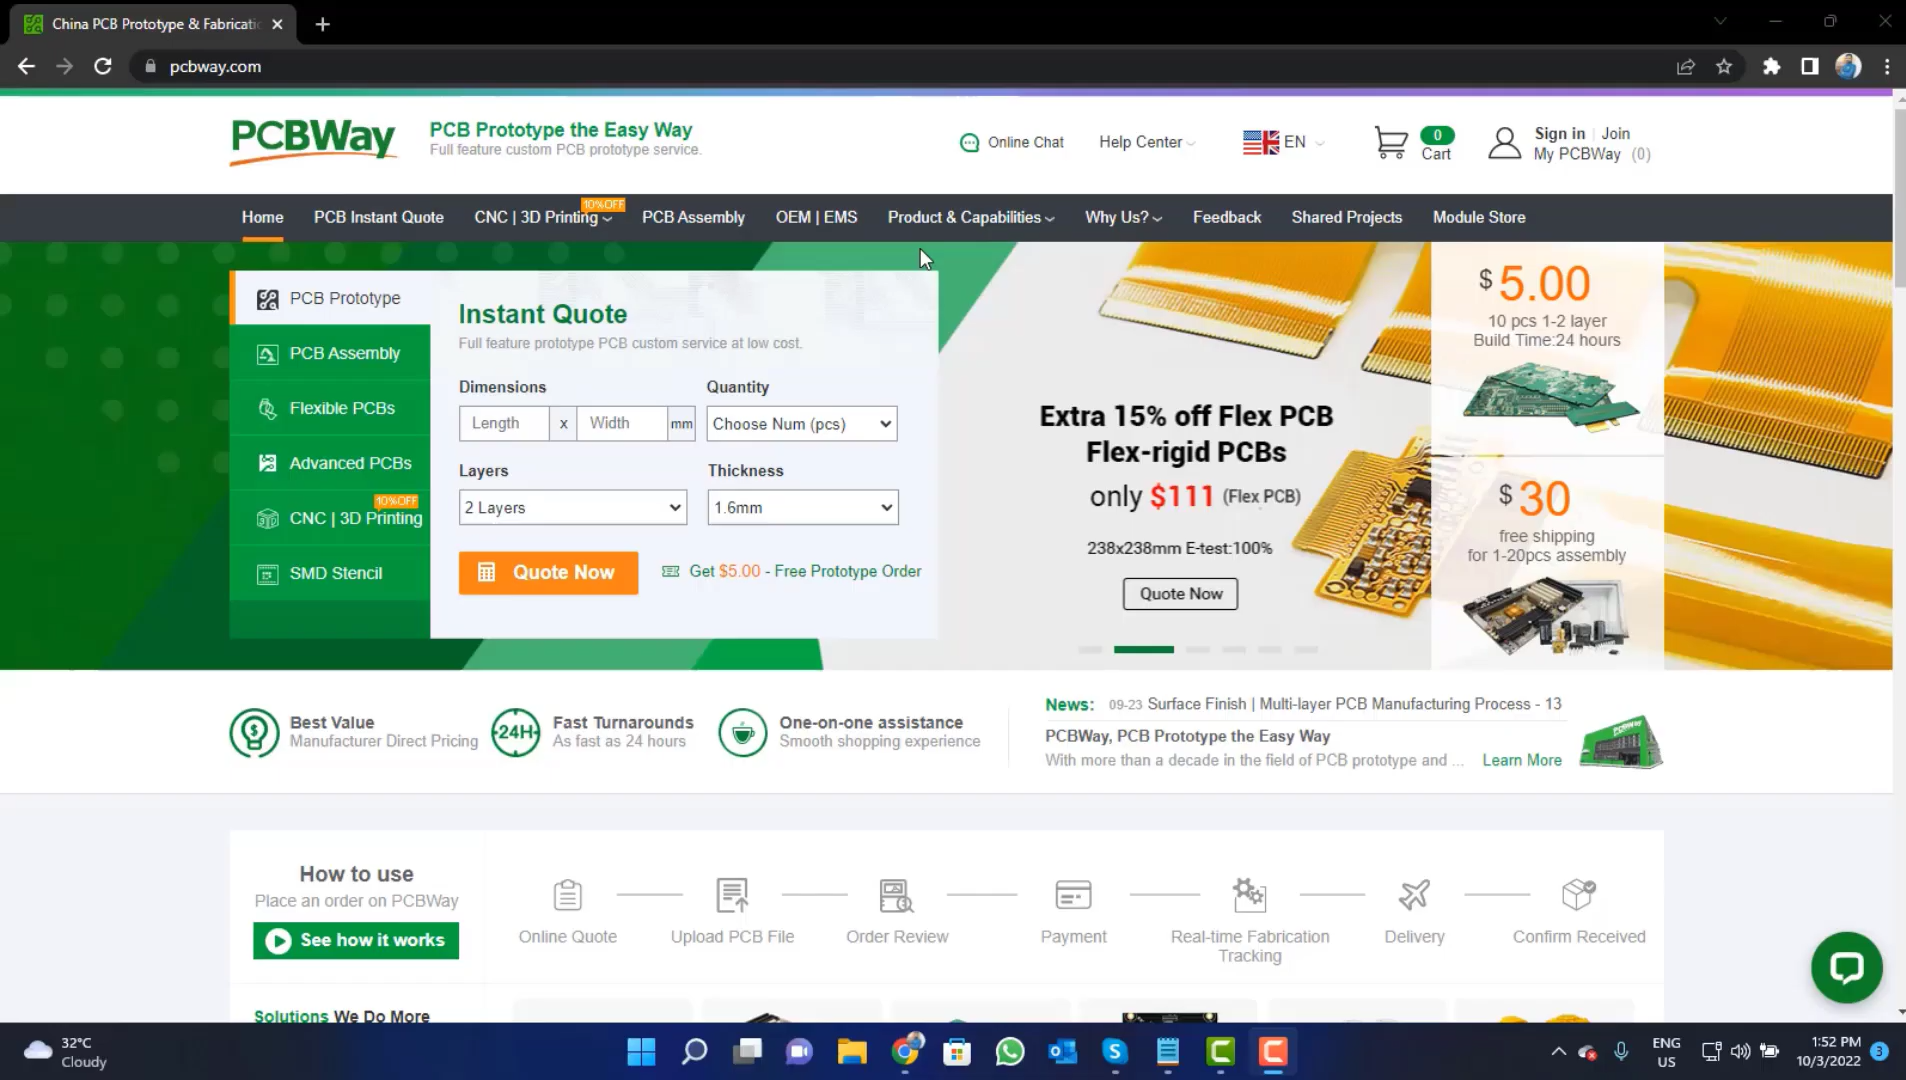 China PCB Prototype & Fabricatio
pcbway.com
PCBWay
PCB Prototype the Easy Way
Full feature custom PCB prototype service.
Online Chat
Help Center
EN
0
Cart
Sign in | Join
My PCBWay (0)
Home
PCB Instant Quote
CNC | 3D Printing
10%OFF
PCB Assembly
OEM | EMS
Product & Capabilities
Why Us?
Feedback
Shared Projects
Module Store
PCB Prototype
PCB Assembly
Flexible PCBs
Advanced PCBs
10%OFF
CNC | 3D Printing
SMD Stencil
Instant Quote
Full feature prototype PCB custom service at low cost.
Dimensions
Quantity
Length x Width mm
Choose Num (pcs)
Layers
Thickness
2 Layers
1.6mm
Quote Now
Get $5.00 - Free Prototype Order
Extra 15% off Flex PCB
Flex-rigid PCBs
only $111 (Flex PCB)
238x238mm E-test:100%
Quote Now
$ 5.00
10 pcs 1-2 layer
Build Time:24 hours
$ 30
free shipping
for 1-20pcs assembly
Best Value
Manufacturer Direct Pricing
24H
Fast Turnarounds
As fast as 24 hours
One-on-one assistance
Smooth shopping experience
News: 09-23 Surface Finish | Multi-layer PCB Manufacturing Process - 13
PCBWay, PCB Prototype the Easy Way
With more than a decade in the field of PCB prototype and ... Learn More
How to use
Place an order on PCBWay
See how it works
Online Quote
Upload PCB File
Order Review
Payment
Real-time Fabrication
Tracking
Delivery
Confirm Received
Solutions We Do More
32°C
Cloudy
ENG
US
1:52 PM
10/3/2022
3